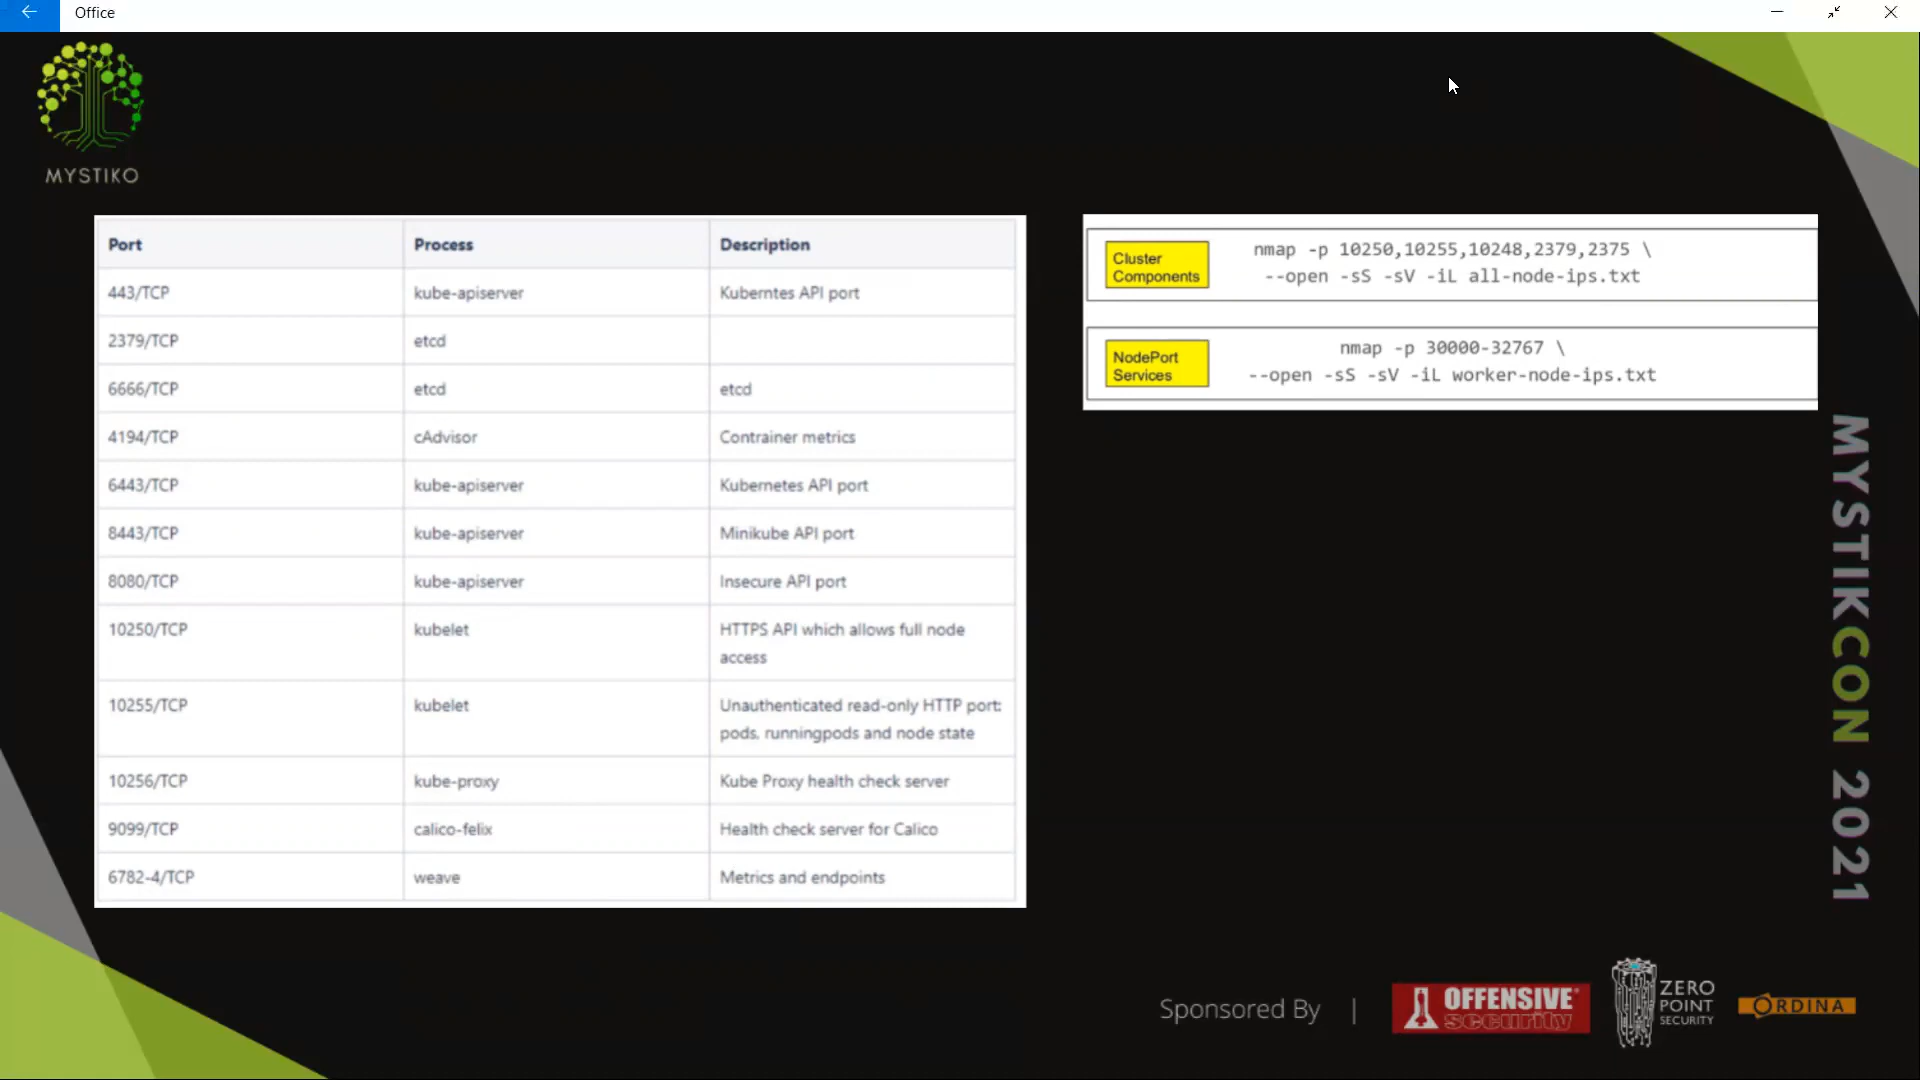 Office
MYSTIKO
Port Process Description
443/TCP kube-apiserver Kuberntes API port
2379/TCP etcd
6666/TCP etcd etcd
4194/TCP cAdvisor Contrainer metrics
6443/TCP kube-apiserver Kubernetes API port
8443/TCP kube-apiserver Minikube API port
8080/TCP kube-apiserver Insecure API port
10250/TCP kubelet HTTPS API which allows full node
access
10255/TCP kubelet Unauthenticated read-only HTTP port:
pods, runningpods and node state
10256/TCP kube-proxy Kube Proxy health check server
9099/TCP calico-felix Health check server for Calico
6782-4/TCP weave Metrics and endpoints
Cluster
Components
nmap -p 10250,10255,10248,2379,2375 \
--open -sS -sV -iL all-node-ips.txt
NodePort
Services
nmap -p 30000-32767 \
--open -sS -sV -iL worker-node-ips.txt
MYSTIKCON 2021
Sponsored By |
OFFENSIVE
security
ZERO
POINT
SECURITY
ORDINA